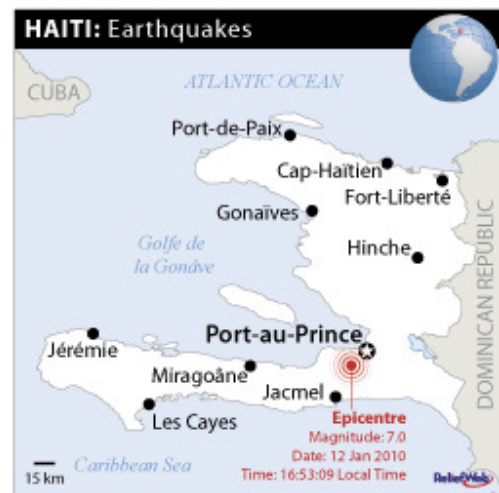 HAITI: Earthquakes
ATLANTIC OCEAN
CUBA
Port-de-Paix
Cap-Haïtien
Fort-Liberté
Gonaïves
Golfe de
la Gonâve
Hinche
DOMINICAN REPUBLIC
Port-au-Prince
Jérémie
Miragoâne
Jacmel
Les Cayes
Epicentre
Magnitude: 7.0
Date: 12 Jan 2010
Time: 16:53:09 Local Time
15 km
Caribbean Sea
ReliefWeb